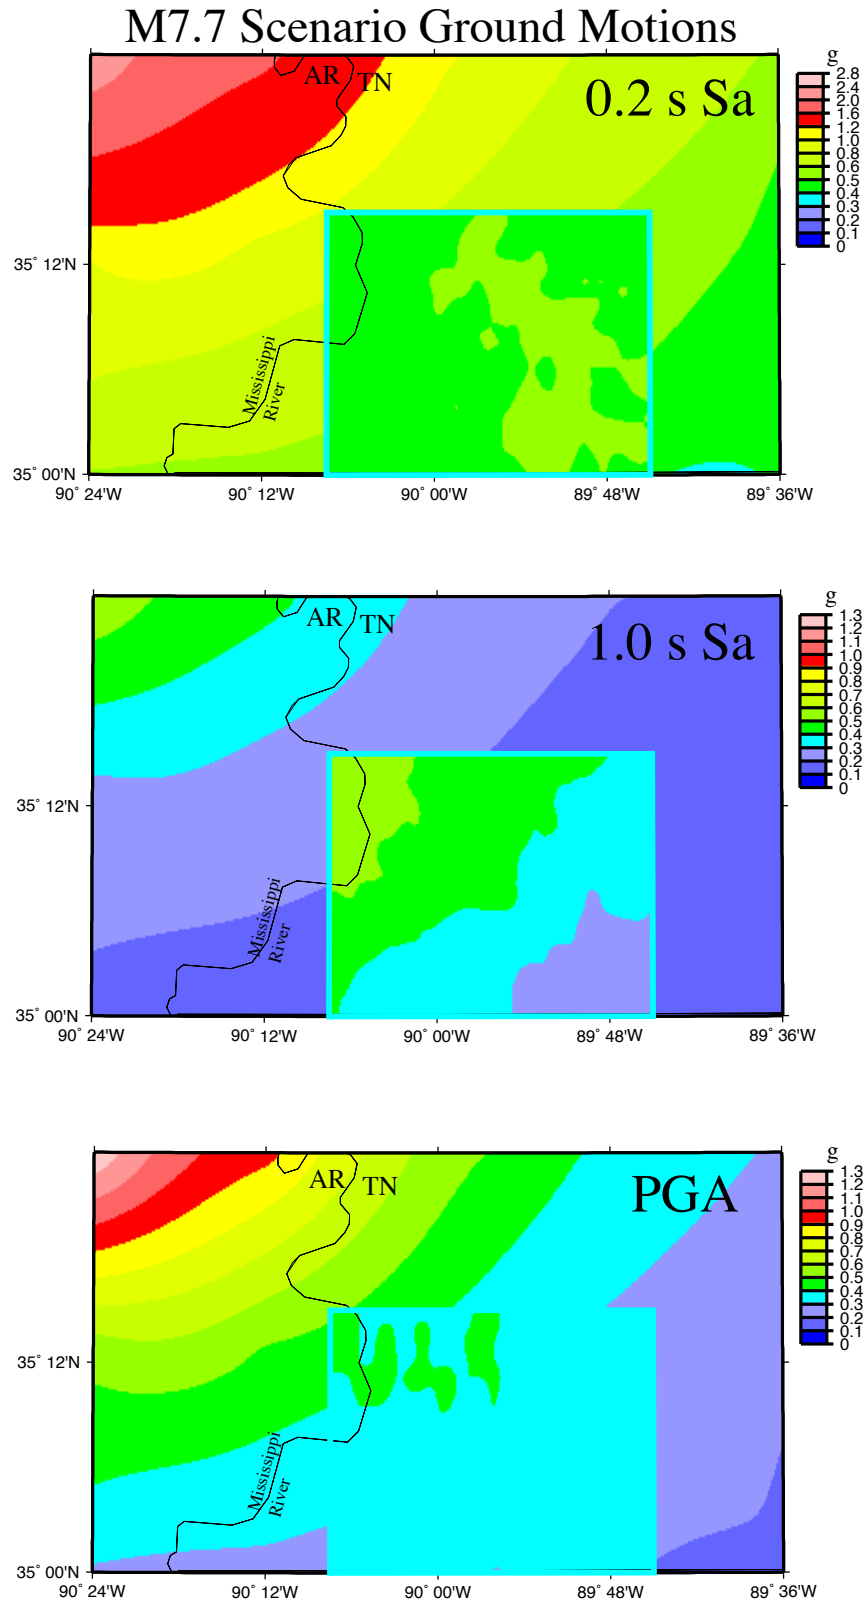 M7.7 Scenario Ground Motions
g
AR TN
0.2 s Sa
2.8
2.0
1.6
1.2
1.0
0.8
0.6
0.5
0.4
0.3
0.2
0.1
0
35° 12'N
Mississippi
River
35° 00'N
90° 24'W 90° 12'W 90° 00'W 89° 48'W 89° 36'W
g
AR TN
1.0 s Sa
1.3
1.2
1.1
1.0
0.9
0.8
0.7
0.6
0.5
0.4
0.3
0.2
0.1
0
35° 12'N
Mississippi
River
35° 00'N
90° 24'W 90° 12'W 90° 00'W 89° 48'W 89° 36'W
g
AR TN
PGA
1.3
1.2
1.1
1.0
0.9
0.8
0.7
0.6
0.5
0.4
0.3
0.2
0.1
0
35° 12'N
Mississippi
River
35° 00'N
90° 24'W 90° 12'W 90° 00'W 89° 48'W 89° 36'W